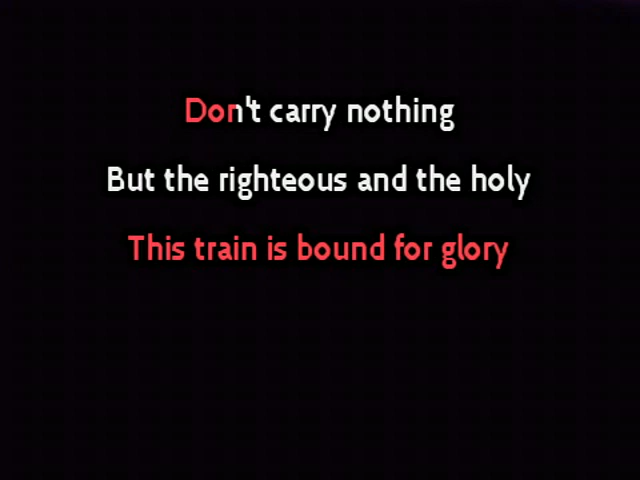 Don't carry nothing
But the righteous and the holy
This train is bound for glory